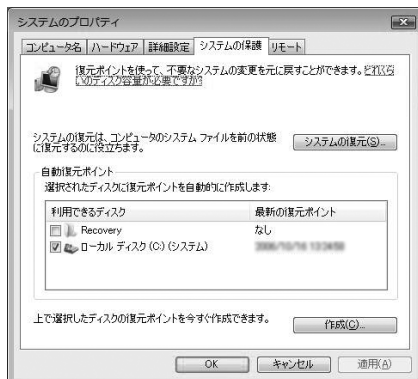 システムのプロパティ
コンピュータ名 ハードウェア 詳細設定 システムの保護 リモート
復元ポイントを使って、不要なシステムの変更を元に戻すことができます。どれくら
いのディスク容量が必要ですか?
システムの復元は、コンピュータのシステム ファイルを前の状態
に復元するのに役立ちます。
システムの復元(S)...
自動復元ポイント
選択されたディスクに復元ポイントを自動的に作成します:
利用できるディスク 最新の復元ポイント
Recovery なし
ローカル ディスク (C:) (システム)
上で選択したディスクの復元ポイントを今すぐ作成できます。
作成(C)...
OK キャンセル 適用(A)